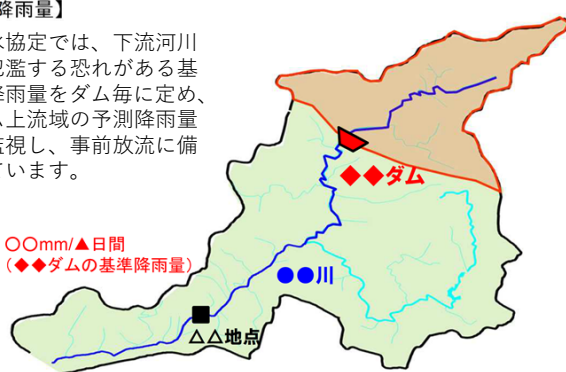 降雨量】
水協定では、下流河川
氾濫する恐れがある基
降雨量をダム毎に定め、
ム上流域の予測降雨量
監視し、事前放流に備
ています。
◆◆ダム
〇〇mm/▲日間
（◆◆ダムの基準降雨量）
●●川
△△地点